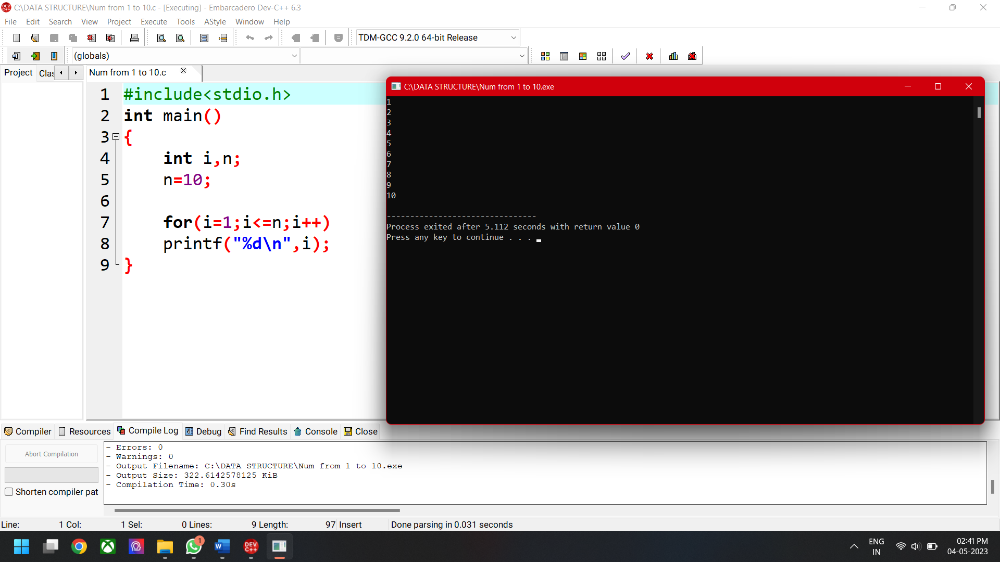 C:\DATA STRUCTURE\Num from 1 to 10.c - [Executing] - Embarcadero Dev-C++ 6.3
File Edit Search View Project Execute Tools AStyle Window Help
TDM-GCC 9.2.0 64-bit Release
(globals)
Project Clas Num from 1 to 10.c
1 #include<stdio.h>
2 int main()
3 {
4 int i,n;
5 n=10;
6
7 for(i=1;i<=n;i++)
8 printf("%d\n",i);
9 }
C:\DATA STRUCTURE\Num from 1 to 10.exe
1
2
3
4
5
6
7
8
9
10
--------------------------------
Process exited after 5.112 seconds with return value 0
Press any key to continue . . .
Compiler Resources Compile Log Debug Find Results Console Close
Abort Compilation
Shorten compiler pat
- Errors: 0
- Warnings: 0
- Output Filename: C:\DATA STRUCTURE\Num from 1 to 10.exe
- Output Size: 322.6142578125 KiB
- Compilation Time: 0.30s
Line: 1 Col: 1 Sel: 0 Lines: 9 Length: 97 Insert Done parsing in 0.031 seconds
1
DEV C++
ENG
IN
02:41 PM
04-05-2023